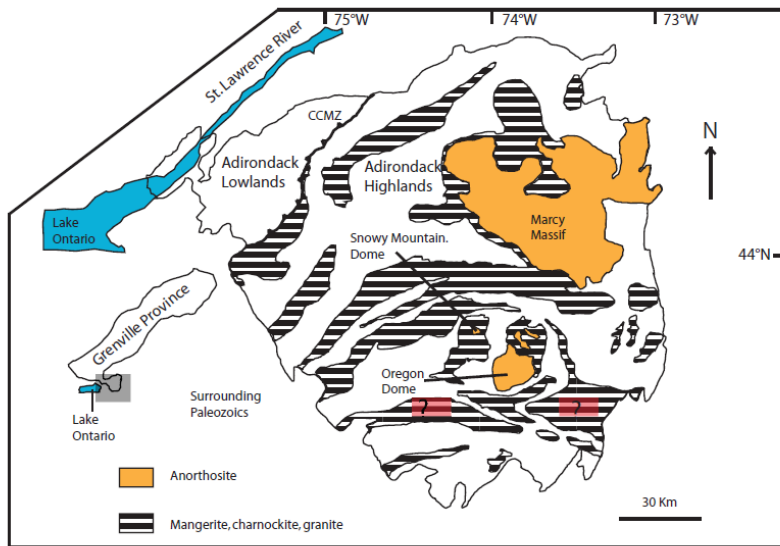 75°W
74°W
73°W
St. Lawrence River
CCMZ
N
Adirondack
Lowlands
Adirondack
Highlands
Lake
Ontario
Marcy
Massif
Snowy Mountain.
Dome
44°N
Grenville Province
Oregon
Dome
Surrounding
Paleozoics
Lake
Ontario
?
?
Anorthosite
30 Km
Mangerite, charnockite, granite